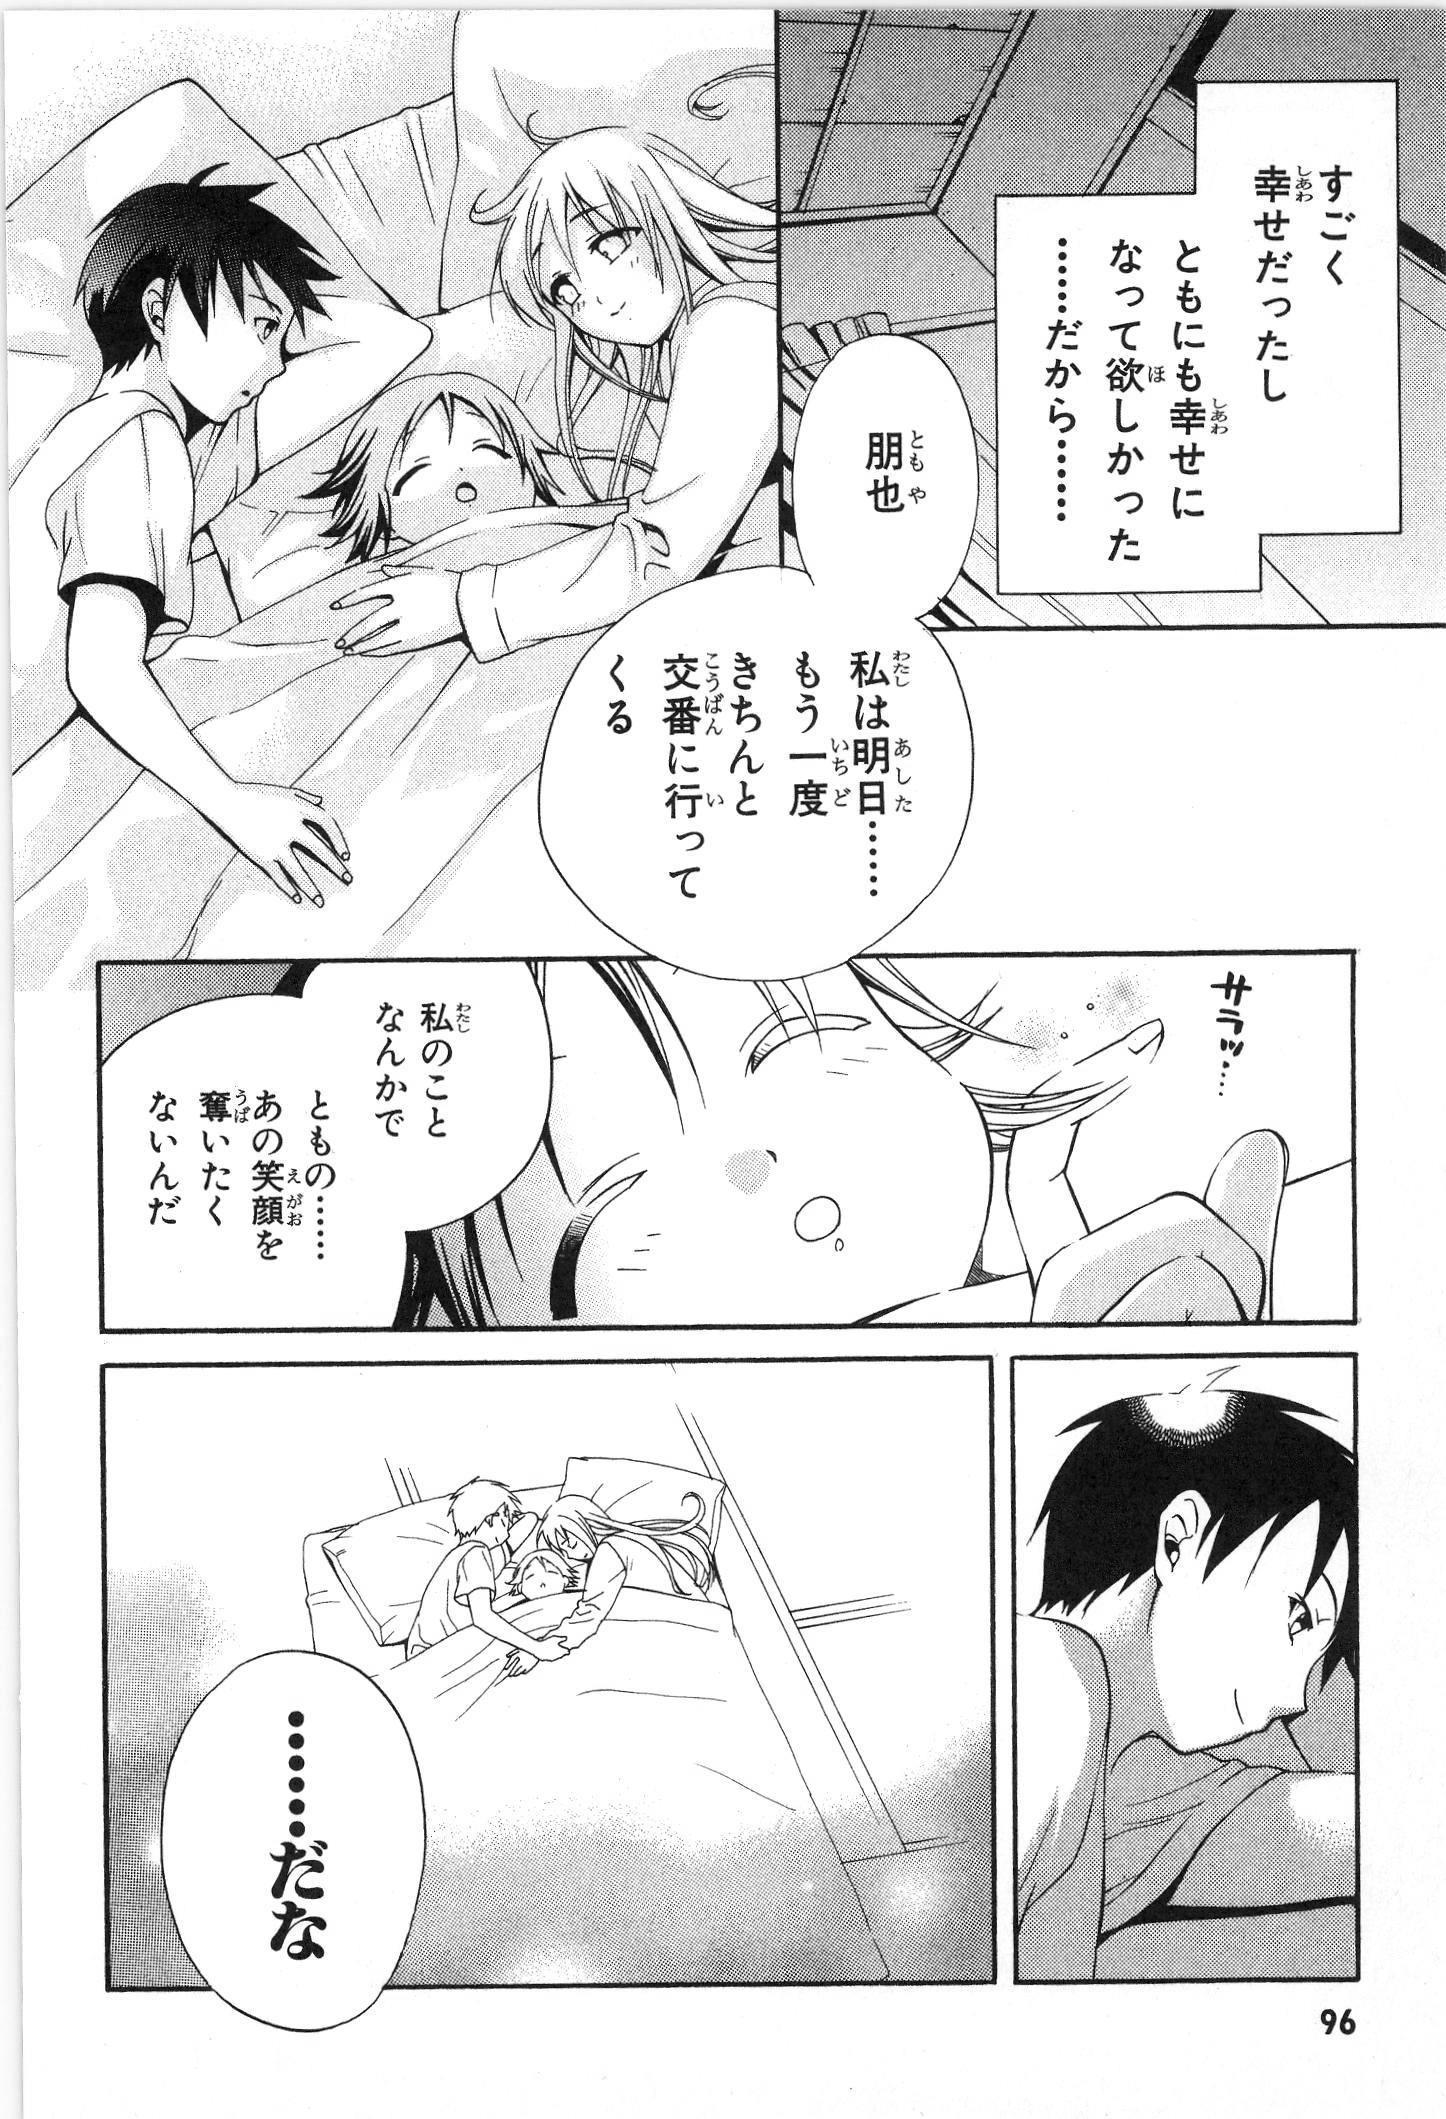 すごく
幸せだったし
ともにも幸せに
なって欲しかった
……だから……
朋也
私は明日……
もう一度
きちんと
交番に行って
くる
サラッ…
私のこと
なんかで
ともの……
あの笑顔を
奪いたく
ないんだ
……だな
96